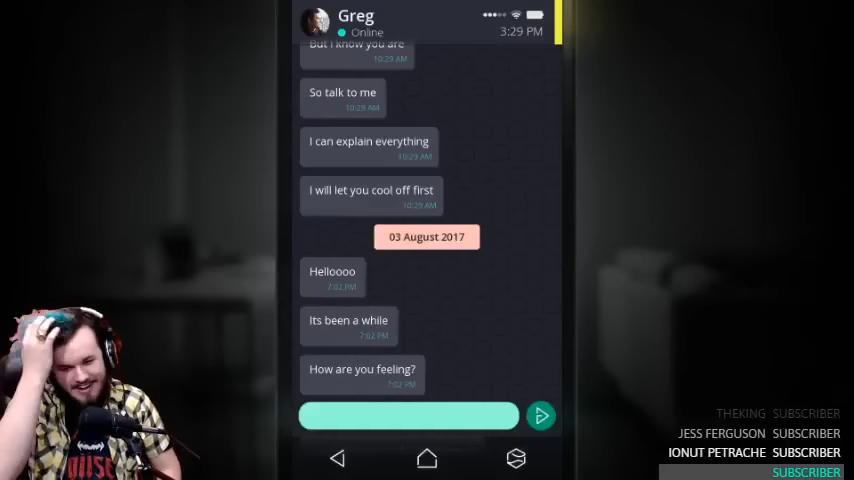 Greg
Online
3:29 PM
But I know you are
10:29 AM
So talk to me
10:29 AM
I can explain everything
10:29 AM
I will let you cool off first
10:29 AM
03 August 2017
Helloooo
7:02 PM
Its been a while
7:02 PM
How are you feeling?
7:02 PM
THEKING SUBSCRIBER
JESS FERGUSON SUBSCRIBER
IONUT PETRACHE SUBSCRIBER
SUBSCRIBER